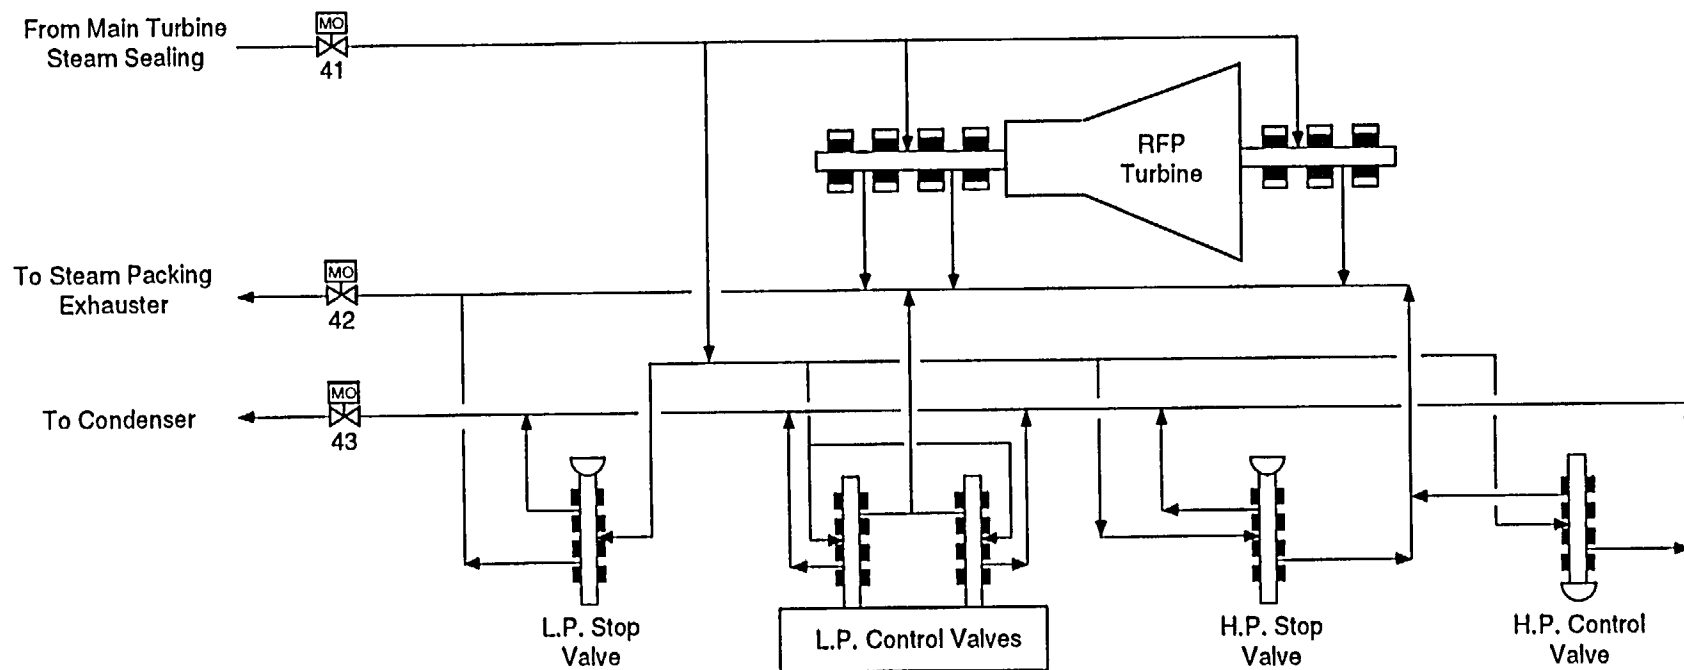 From Main Turbine
Steam Sealing
MO
41
RFP
Turbine
To Steam Packing
Exhauster
MO
42
To Condenser
MO
43
L.P. Stop
Valve
L.P. Control Valves
H.P. Stop
Valve
H.P. Control
Valve